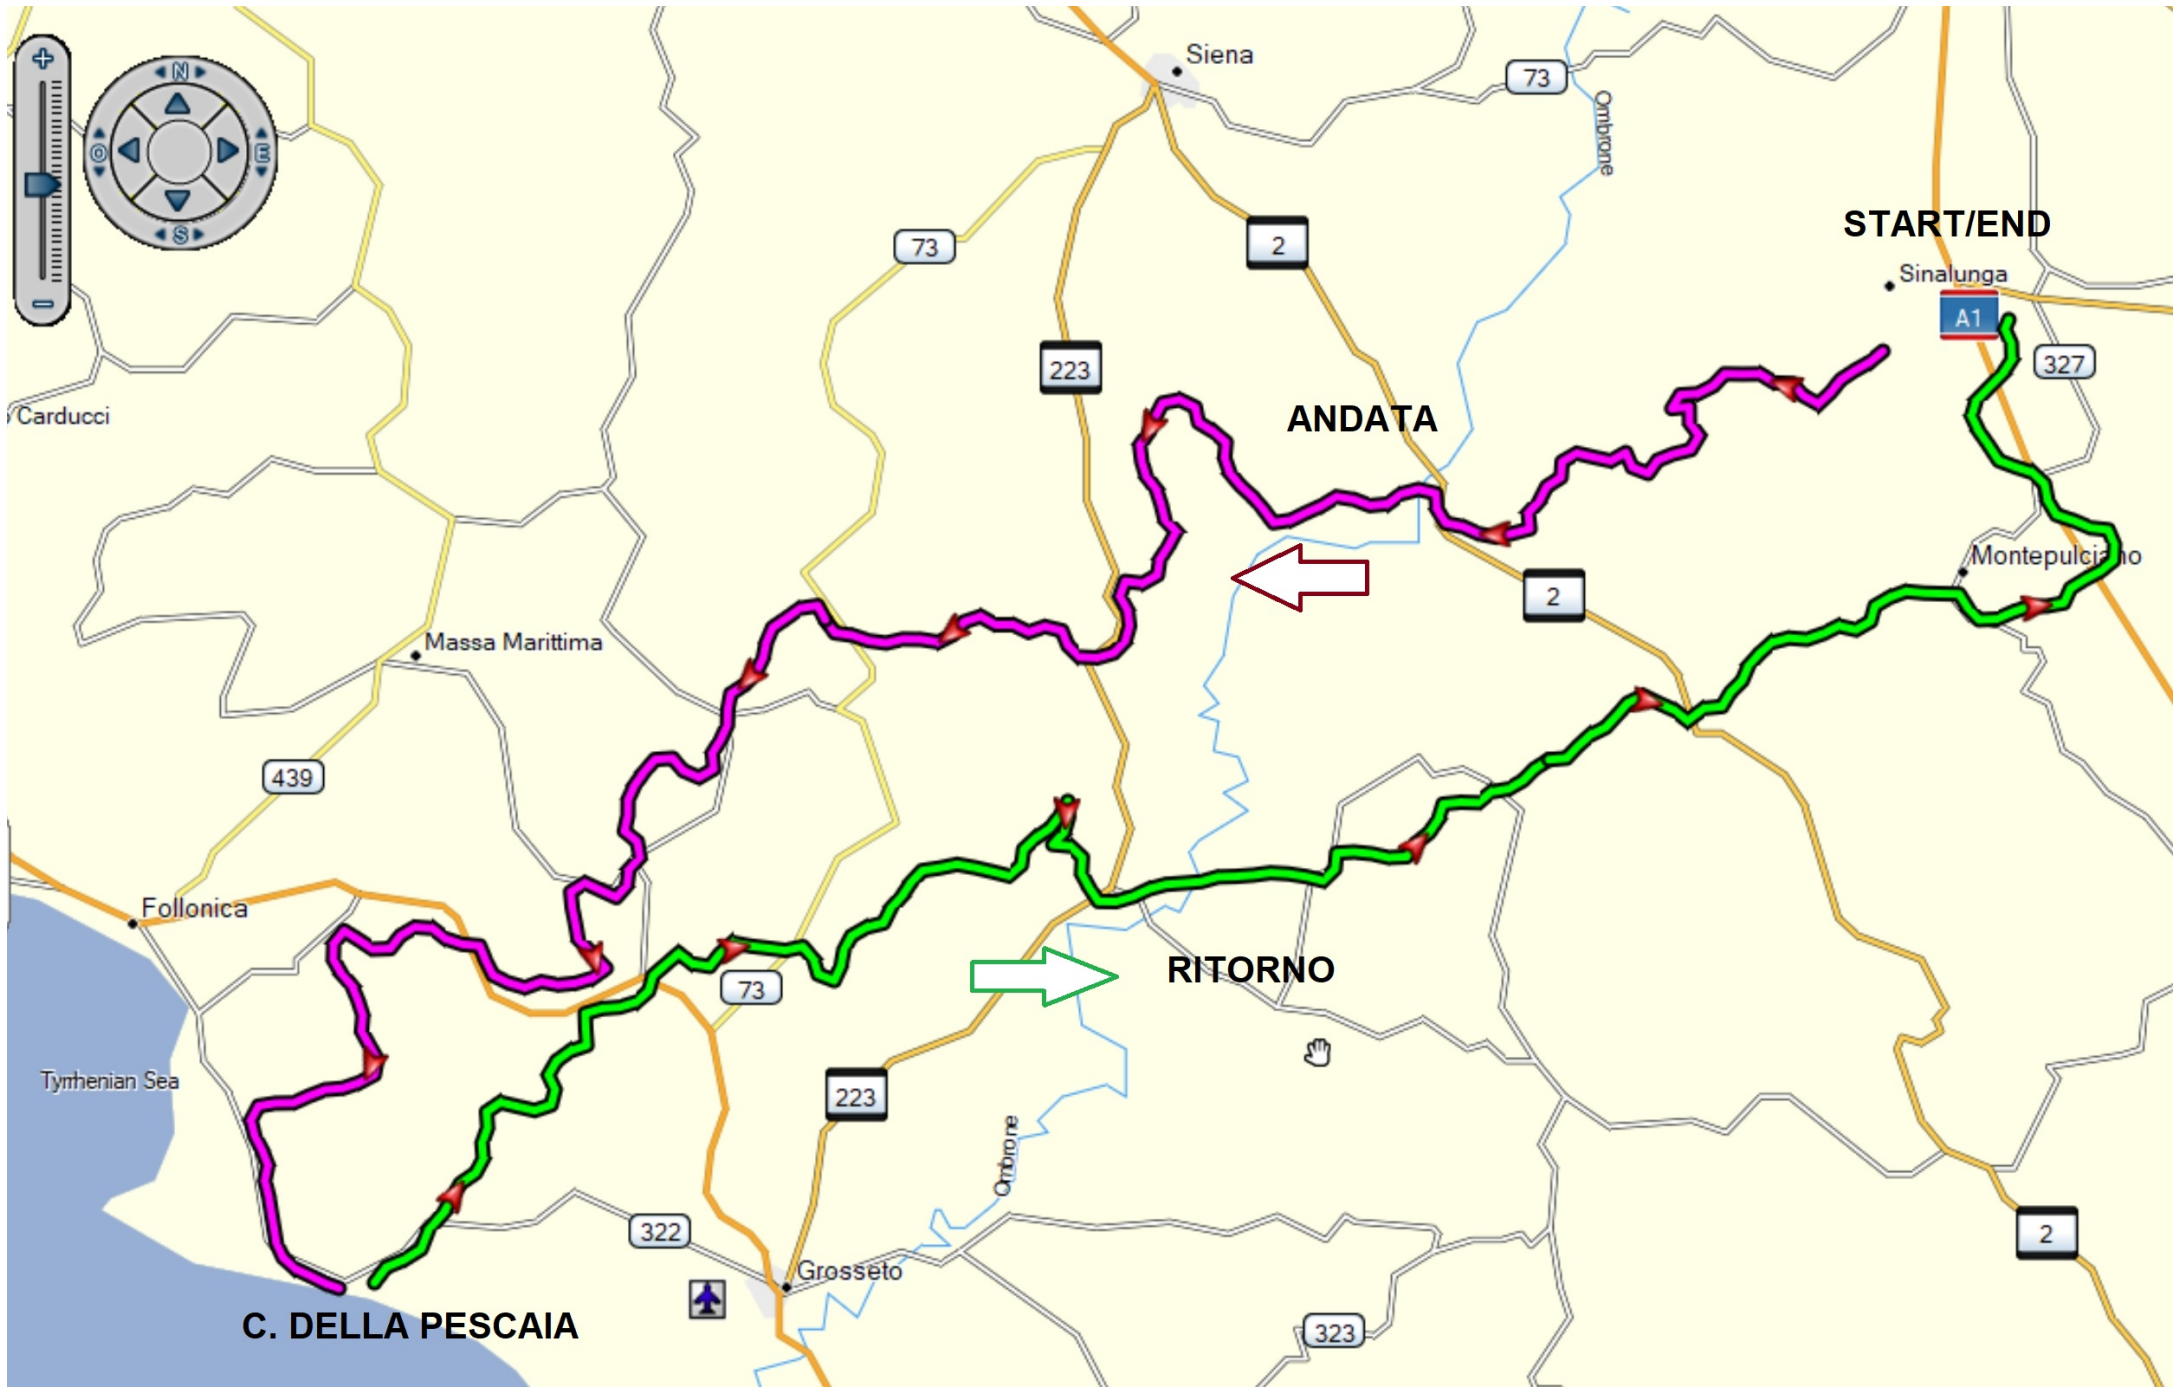 +
N
O
E
S
−
Siena
73
Ombrone
START/END
Sinalunga
A1
73
2
223
327
ANDATA
Carducci
Montepulciano
2
Massa Marittima
439
Follonica
RITORNO
73
Tyrrhenian Sea
223
Ombrone
322
2
Grosseto
C. DELLA PESCAIA
323